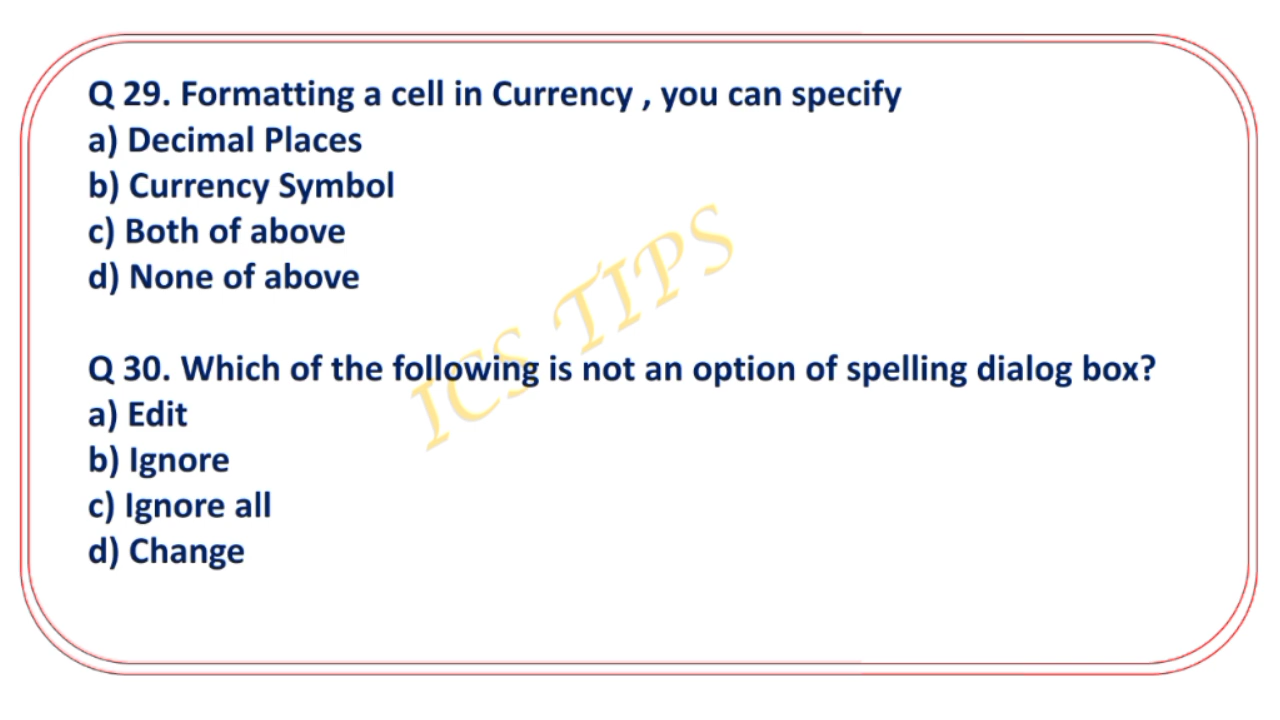 Q 29. Formatting a cell in Currency , you can specify
a) Decimal Places
b) Currency Symbol
c) Both of above
d) None of above
ICS TIPS
Q 30. Which of the following is not an option of spelling dialog box?
a) Edit
b) Ignore
c) Ignore all
d) Change